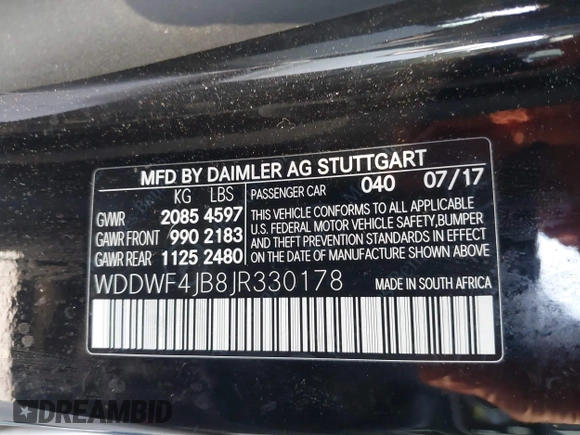 MFD BY DAIMLER AG STUTTGART
KG LBS
GVWR 2085 4597
GAWR FRONT 990 2183
GAWR REAR 1125 2480
PASSENGER CAR 040 07/17
THIS VEHICLE CONFORMS TO ALL APPLICABLE
U.S. FEDERAL MOTOR VEHICLE SAFETY, BUMPER
AND THEFT PREVENTION STANDARDS IN EFFECT
ON THE DATE OF MANUFACTURE SHOWN ABOVE.
WDDWF4JB8JR330178 MADE IN SOUTH AFRICA
DREAMBID